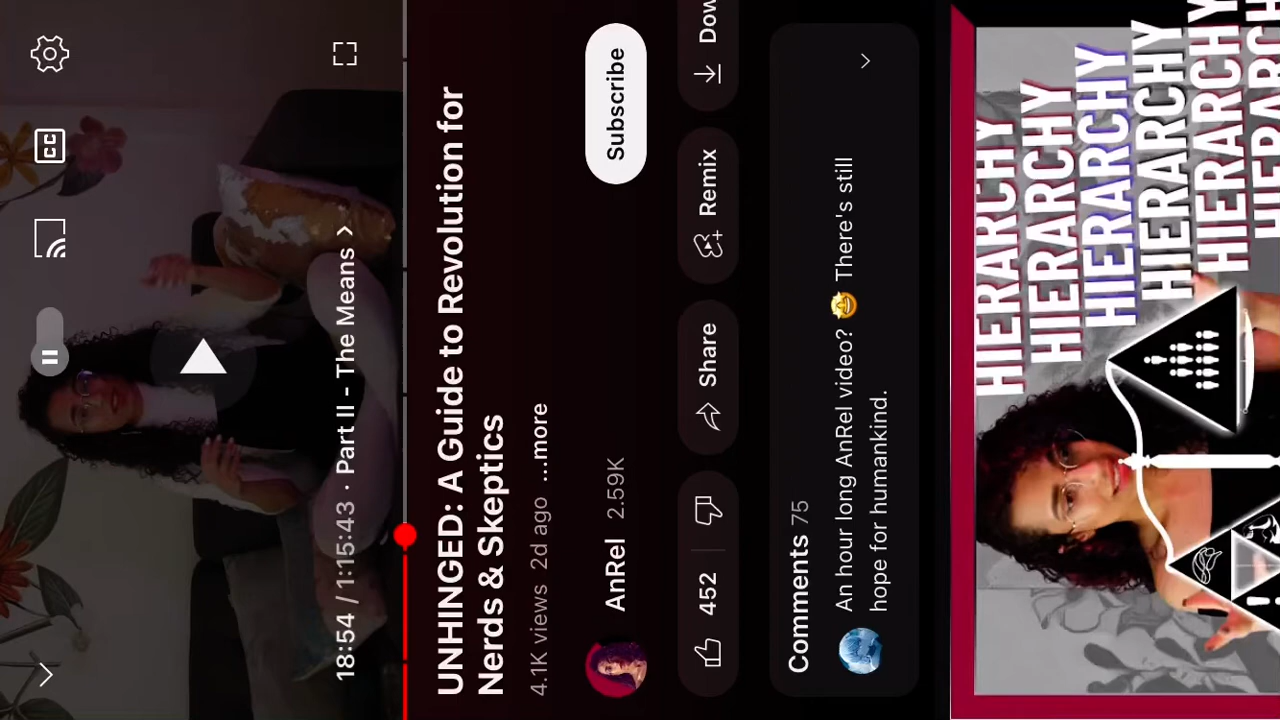 18:54 / 1:15:43 · Part II - The Means >
UNHINGED: A Guide to Revolution for
Nerds & Skeptics
4.1K views 2d ago ...more
AnRel 2.59K
Subscribe
452
Share
Remix
Dow
Comments 75
An hour long AnRel video? 🤩 There's still
hope for humankind.
HIERARCHY
HIERARCHY
HIERARCHY
HIERARCHY
HIERARCHY
HIERARCHY